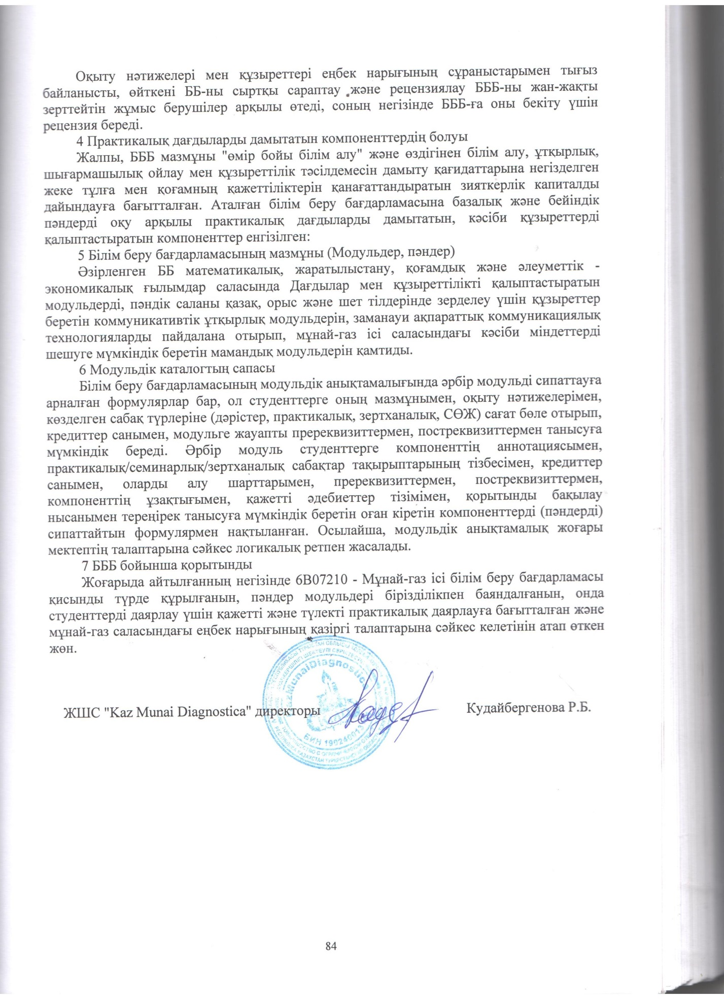 Оқыту нәтижелері мен құзыреттері еңбек нарығының сұраныстарымен тығыз
байланысты, өйткені ББ-ны сыртқы сараптау және рецензиялау БББ-ны жан-жақты
зерттейтін жұмыс берушілер арқылы өтеді, соның негізінде БББ-ға оны бекіту үшін
рецензия береді.
4 Практикалық дағдыларды дамытатын компоненттердің болуы
Жалпы, БББ мазмұны "өмір бойы білім алу" және өздігінен білім алу, ұтқырлық,
шығармашылық ойлау мен құзыреттілік тәсілдемесін дамыту қағидаттарына негізделген
жеке тұлға мен қоғамның қажеттіліктерін қанағаттандыратын зияткерлік капиталды
дайындауға бағытталған. Аталған білім беру бағдарламасына базалық және бейіндік
пәндерді оқу арқылы практикалық дағдыларды дамытатын, кәсіби құзыреттерді
қалыптастыратын компоненттер енгізілген:
5 Білім беру бағдарламасының мазмұны (Модульдер, пәндер)
Әзірленген ББ математикалық, жаратылыстану, қоғамдық және әлеуметтік -
экономикалық ғылымдар саласында Дағдылар мен құзыреттілікті қалыптастыратын
модульдерді, пәндік саланы қазақ, орыс және шет тілдерінде зерделеу үшін құзыреттер
беретін коммуникативтік ұтқырлық модульдерін, заманауи ақпараттық коммуникациялық
технологияларды пайдалана отырып, мұнай-газ ісі саласындағы кәсіби міндеттерді
шешуге мүмкіндік беретін мамандық модульдерін қамтиды.
6 Модульдік каталогтың сапасы
Білім беру бағдарламасының модульдік анықтамалығында әрбір модульді сипаттауға
арналған формулярлар бар, ол студенттерге оның мазмұнымен, оқыту нәтижелерімен,
көзделген сабақ түрлеріне (дәрістер, практикалық, зертханалық, СӨЖ) сағат бөле отырып,
кредиттер санымен, модульге жауапты пререквизиттермен, постреквизиттермен танысуға
мүмкіндік береді. Әрбір модуль студенттерге компоненттің аннотациясымен,
практикалық/семинарлық/зертханалық сабақтар тақырыптарының тізбесімен, кредиттер
санымен, оларды алу шарттарымен, пререквизиттермен, постреквизиттермен,
компоненттің ұзақтығымен, қажетті әдебиеттер тізімімен, қорытынды бақылау
нысанымен тереңірек танысуға мүмкіндік беретін оған кіретін компоненттерді (пәндерді)
сипаттайтын формулярмен нақтыланған. Осылайша, модульдік анықтамалық жоғары
мектептің талаптарына сәйкес логикалық ретпен жасалады.
7 БББ бойынша қорытынды
Жоғарыда айтылғанның негізінде 6В07210 - Мұнай-газ ісі білім беру бағдарламасы
қисынды түрде құрылғанын, пәндер модульдері бірізділікпен баяндалғанын, онда
студенттерді даярлау үшін қажетті және түлекті практикалық даярлауға бағытталған және
мұнай-газ саласындағы еңбек нарығының қазіргі талаптарына сәйкес келетінін атап өткен
жөн.
KazMunaiDiagnostica
ЖШС "Kaz Munai Diagnostica" директоры Кудайбергенова Р.Б.
БИН
84